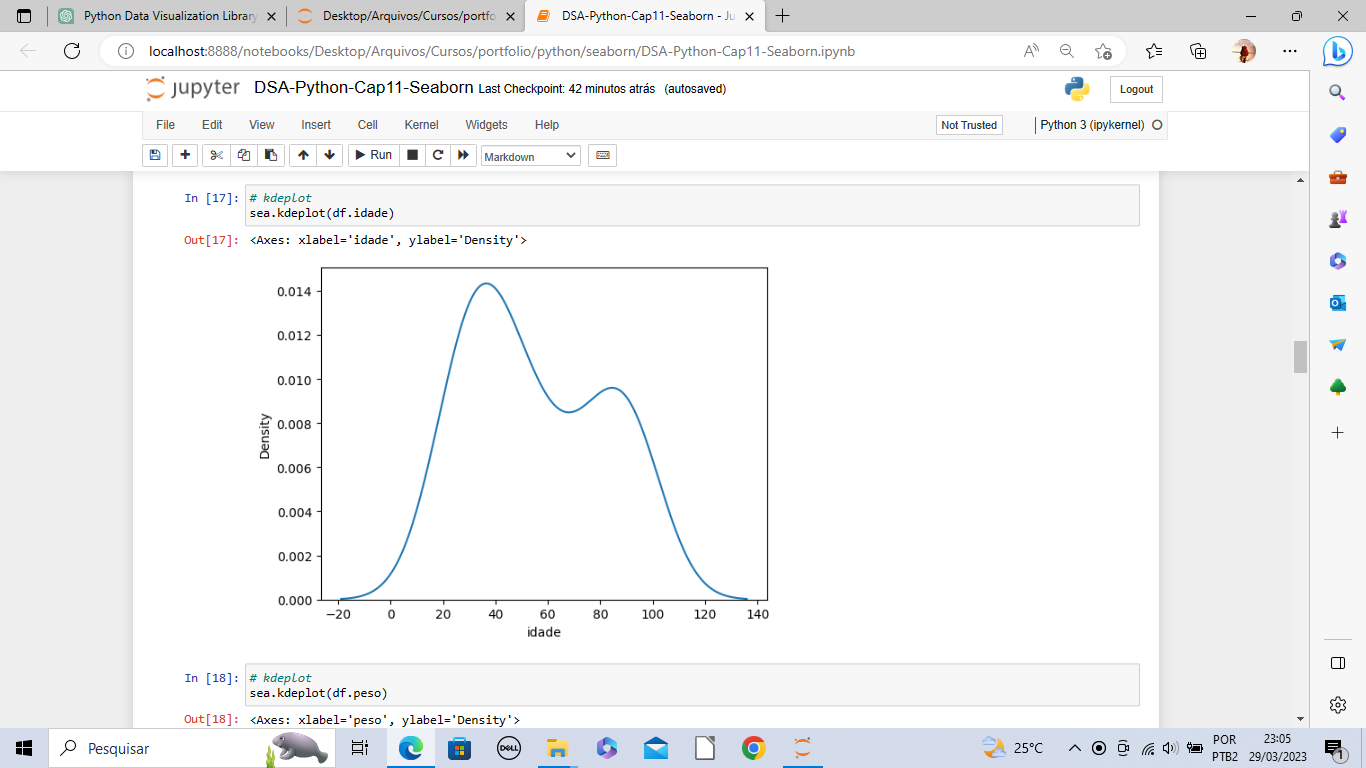 Python Data Visualization Library
Desktop/Arquivos/Cursos/portfo
DSA-Python-Cap11-Seaborn - Ju
localhost:8888/notebooks/Desktop/Arquivos/Cursos/portfolio/python/seaborn/DSA-Python-Cap11-Seaborn.ipynb
jupyter DSA-Python-Cap11-Seaborn Last Checkpoint: 42 minutos atrás (autosaved)
Logout
File Edit View Insert Cell Kernel Widgets Help
Not Trusted
Python 3 (ipykernel)
Run
Markdown
In [17]: # kdeplot
sea.kdeplot(df.idade)
Out[17]: <Axes: xlabel='idade', ylabel='Density'>
0.014
0.012
0.010
0.008
0.006
0.004
0.002
0.000
Density
−20 0 20 40 60 80 100 120 140
idade
In [18]: # kdeplot
sea.kdeplot(df.peso)
Out[18]: <Axes: xlabel='peso', ylabel='Density'>
Pesquisar
DELL
25°C
POR
PTB2
23:05
29/03/2023
1